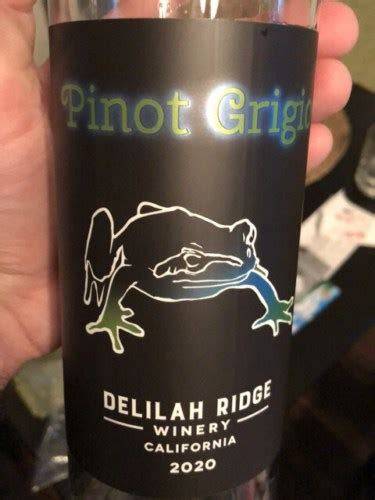 Pinot Grigio
DELILAH RIDGE
WINERY
CALIFORNIA
2020